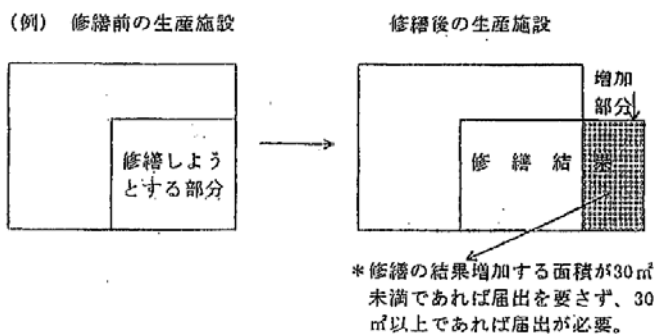 (例) 修繕前の生産施設
修繕後の生産施設
修繕しよう
とする部分
増加
部分
修繕結果
*修繕の結果増加する面積が30㎡
未満であれば届出を要さず、30
㎡以上であれば届出が必要。